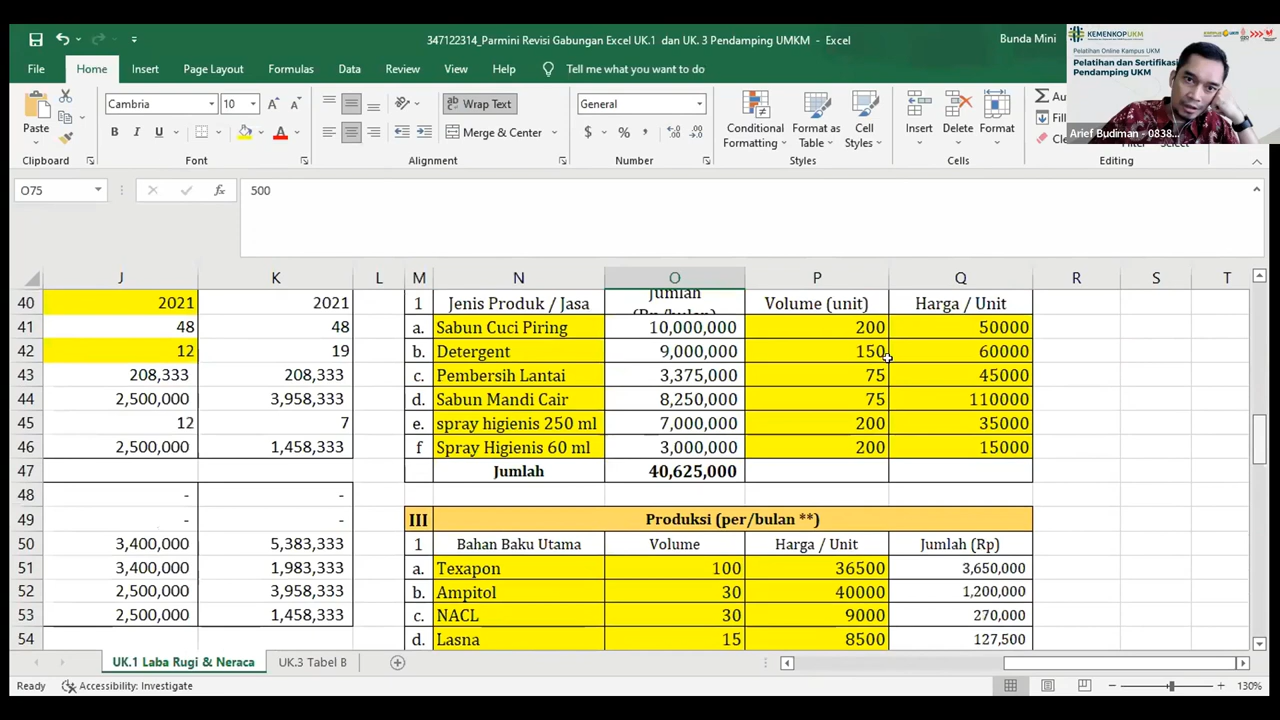 347122314_Parmini Revisi Gabungan Excel UK.1 dan UK. 3 Pendamping UMKM - Excel
Bunda Mini
KEMENKOPUKM
Pelatihan Online Kampus UKM
Pelatihan dan Sertifikasi
Pendamping UKM
Arief Budiman - 0838...
File Home Insert Page Layout Formulas Data Review View Help Tell me what you want to do
Paste
Cambria 10
B I U A A A
Wrap Text
Merge & Center
General
$ % ,
Conditional Formatting
Format as Table
Cell Styles
Insert Delete Format
Clipboard Font Alignment Number Styles Cells Editing
O75 fx 500
J K L M N O P Q R S T
40 2021 2021 1 Jenis Produk / Jasa Jumlah Volume (unit) Harga / Unit
41 48 48 a. Sabun Cuci Piring 10,000,000 200 50000
42 12 19 b. Detergent 9,000,000 150 60000
43 208,333 208,333 c. Pembersih Lantai 3,375,000 75 45000
44 2,500,000 3,958,333 d. Sabun Mandi Cair 8,250,000 75 110000
45 12 7 e. spray higienis 250 ml 7,000,000 200 35000
46 2,500,000 1,458,333 f Spray Higienis 60 ml 3,000,000 200 15000
47 Jumlah 40,625,000
48 - -
49 - - III Produksi (per/bulan **)
50 3,400,000 5,383,333 1 Bahan Baku Utama Volume Harga / Unit Jumlah (Rp)
51 3,400,000 1,983,333 a. Texapon 100 36500 3,650,000
52 2,500,000 3,958,333 b. Ampitol 30 40000 1,200,000
53 2,500,000 1,458,333 c. NACL 30 9000 270,000
54 d. Lasna 15 8500 127,500
UK.1 Laba Rugi & Neraca UK.3 Tabel B
Ready Accessibility: Investigate 130%